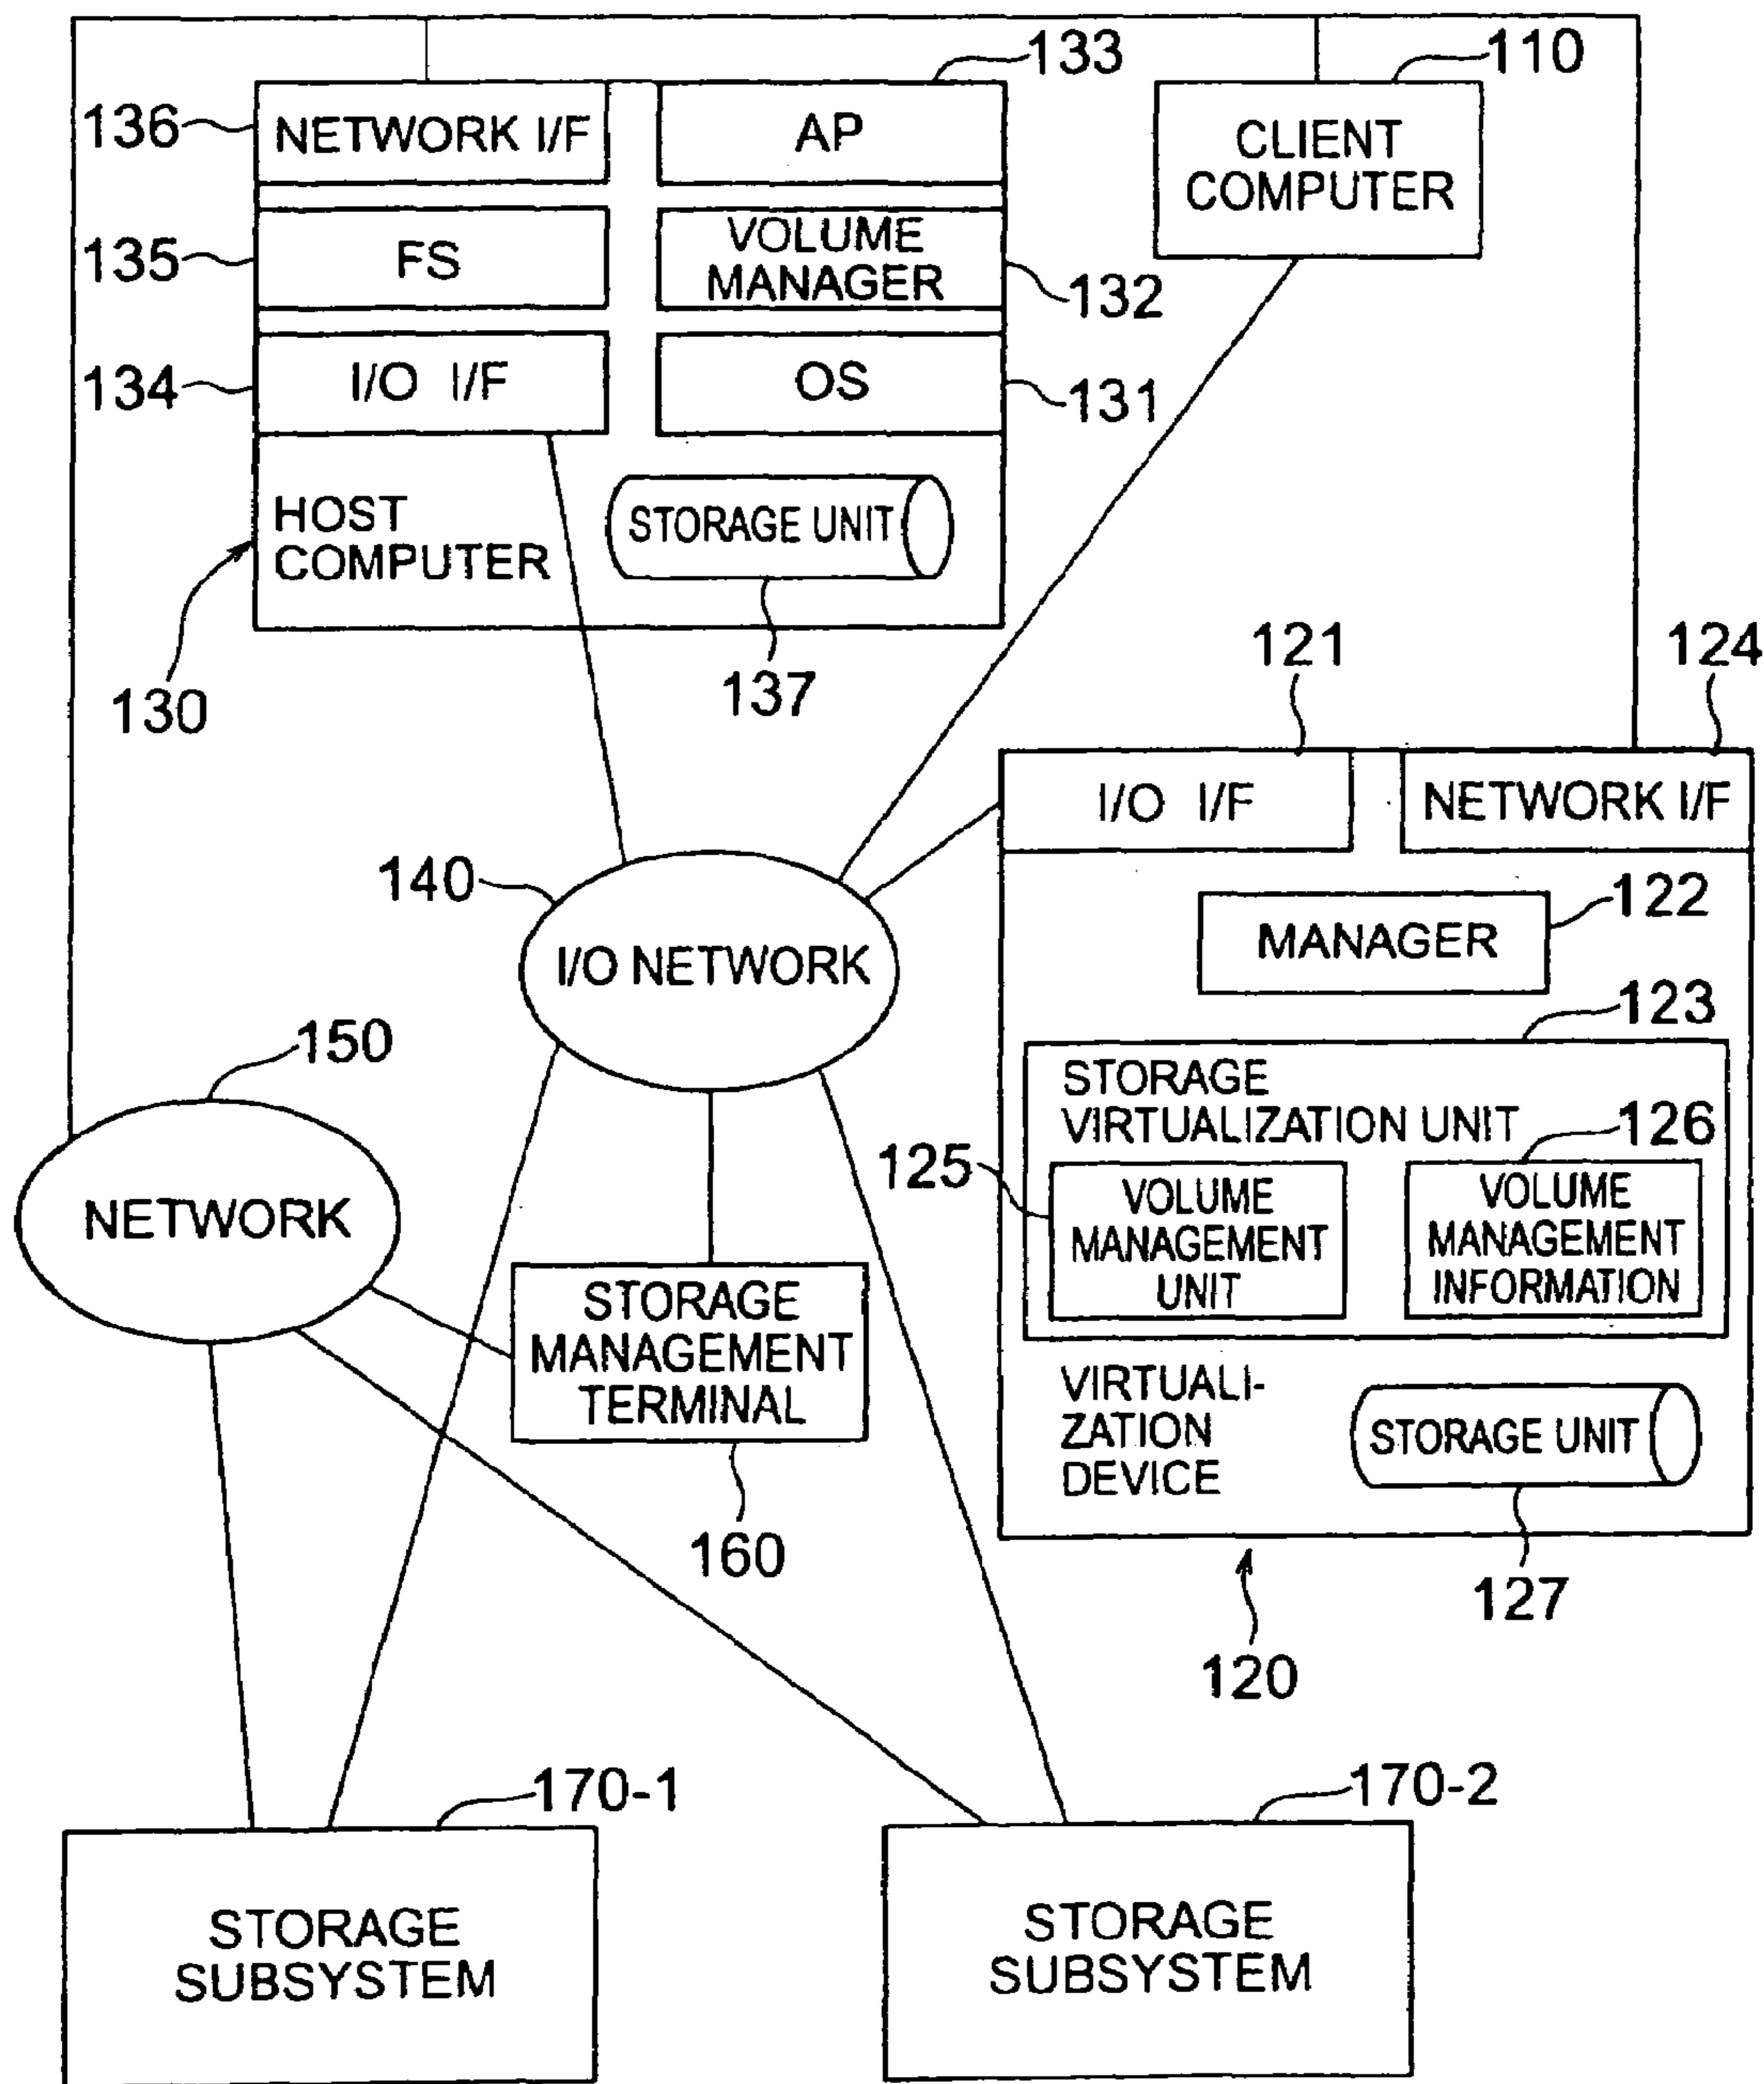 133
110
136
NETWORK I/F
AP
CLIENT
COMPUTER
135
FS
VOLUME
MANAGER
132
134
I/O I/F
OS
131
HOST
COMPUTER
STORAGE UNIT
130
137
121
124
I/O I/F
NETWORK I/F
140
122
I/O NETWORK
MANAGER
123
150
STORAGE
VIRTUALIZATION UNIT
126
125
NETWORK
VOLUME
MANAGEMENT
UNIT
VOLUME
MANAGEMENT
INFORMATION
STORAGE
MANAGEMENT
TERMINAL
VIRTUALI-
ZATION
DEVICE
STORAGE UNIT
160
127
120
170-1
170-2
STORAGE
SUBSYSTEM
STORAGE
SUBSYSTEM